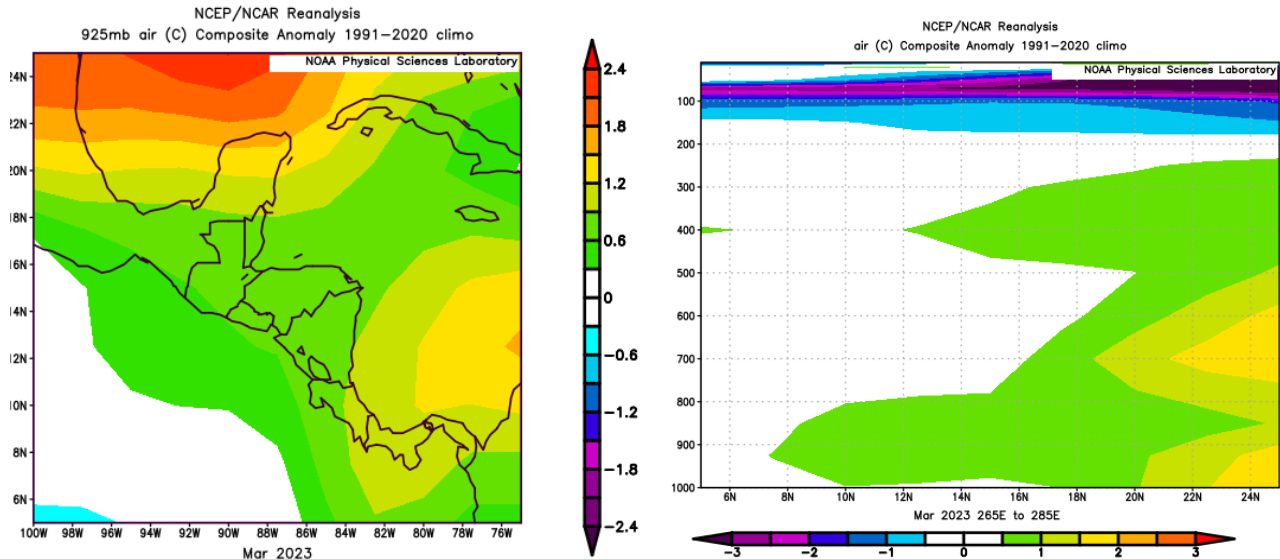 NCEP/NCAR Reanalysis
925mb air (C) Composite Anomaly 1991-2020 climo
NOAA Physical Sciences Laboratory
24N
22N
20N
18N
16N
14N
12N
10N
8N
6N
100W 98W 96W 94W 92W 90W 88W 86W 84W 82W 80W 78W 76W
Mar 2023
2.4
1.8
1.2
0.6
0
-0.6
-1.2
-1.8
-2.4
NCEP/NCAR Reanalysis
air (C) Composite Anomaly 1991-2020 climo
NOAA Physical Sciences Laboratory
100
200
300
400
500
600
700
800
900
1000
6N 8N 10N 12N 14N 16N 18N 20N 22N 24N
Mar 2023 265E to 285E
-3 -2 -1 0 1 2 3